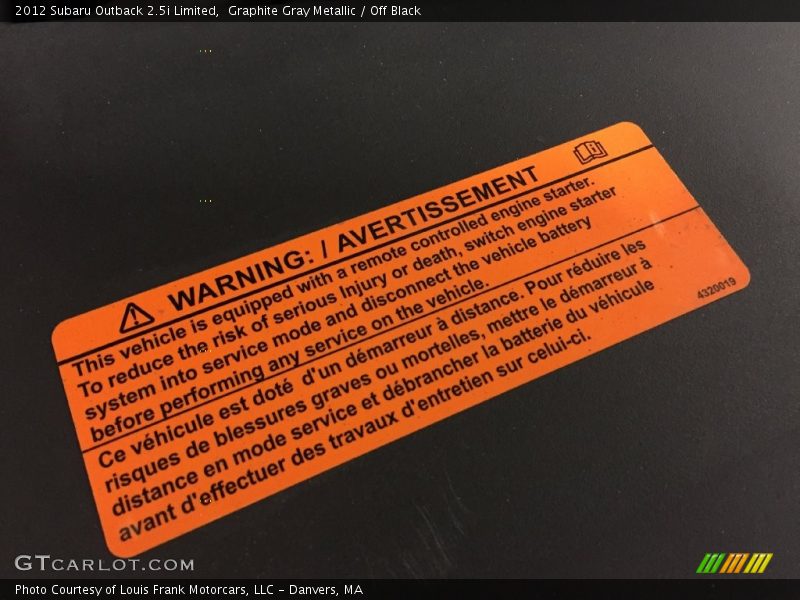 2012 Subaru Outback 2.5i Limited,  Graphite Gray Metallic / Off Black
WARNING: / AVERTISSEMENT
This vehicle is equipped with a remote controlled engine starter.
To reduce the risk of serious Injury or death, switch engine starter
system into service mode and disconnect the vehicle battery
before performing any service on the vehicle.
Ce véhicule est doté d'un démarreur à distance. Pour réduire les
risques de blessures graves ou mortelles, mettre le démarreur à
distance en mode service et débrancher la batterie du véhicule
avant d'effectuer des travaux d'entretien sur celui-ci.
4320019
GTCARLOT.COM
Photo Courtesy of Louis Frank Motorcars, LLC - Danvers, MA